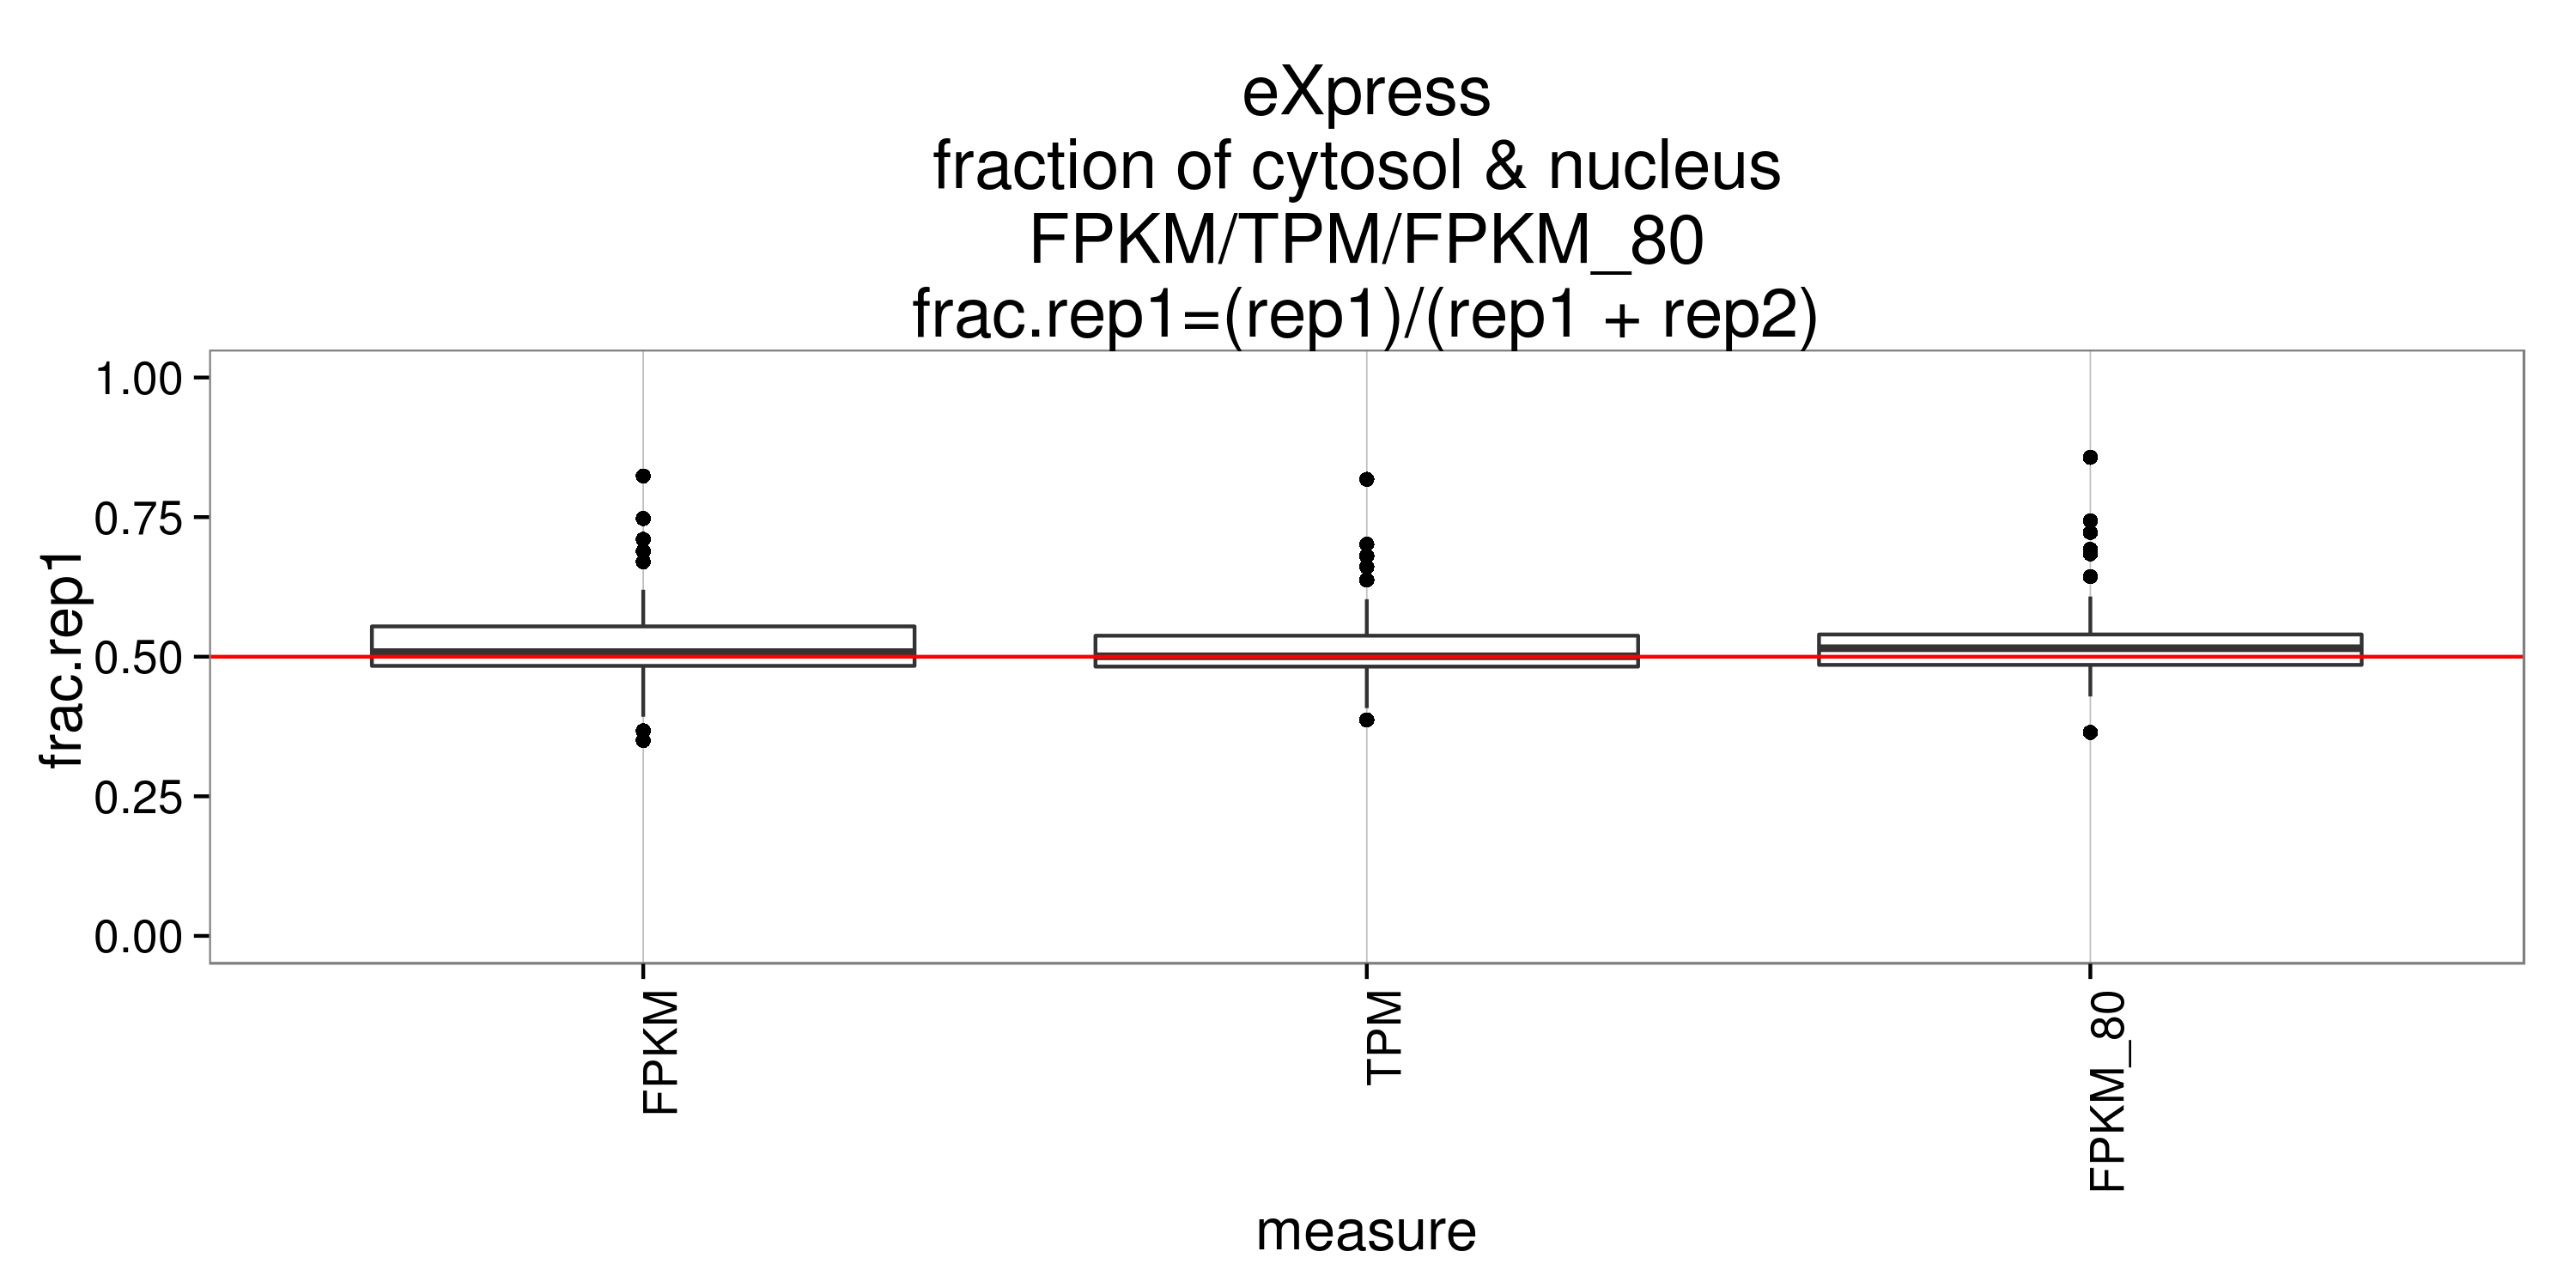 eXpress
fraction of cytosol & nucleus
FPKM/TPM/FPKM_80
frac.rep1=(rep1)/(rep1 + rep2)
1.00
0.75
0.50
0.25
0.00
frac.rep1
FPKM
TPM
FPKM_80
measure